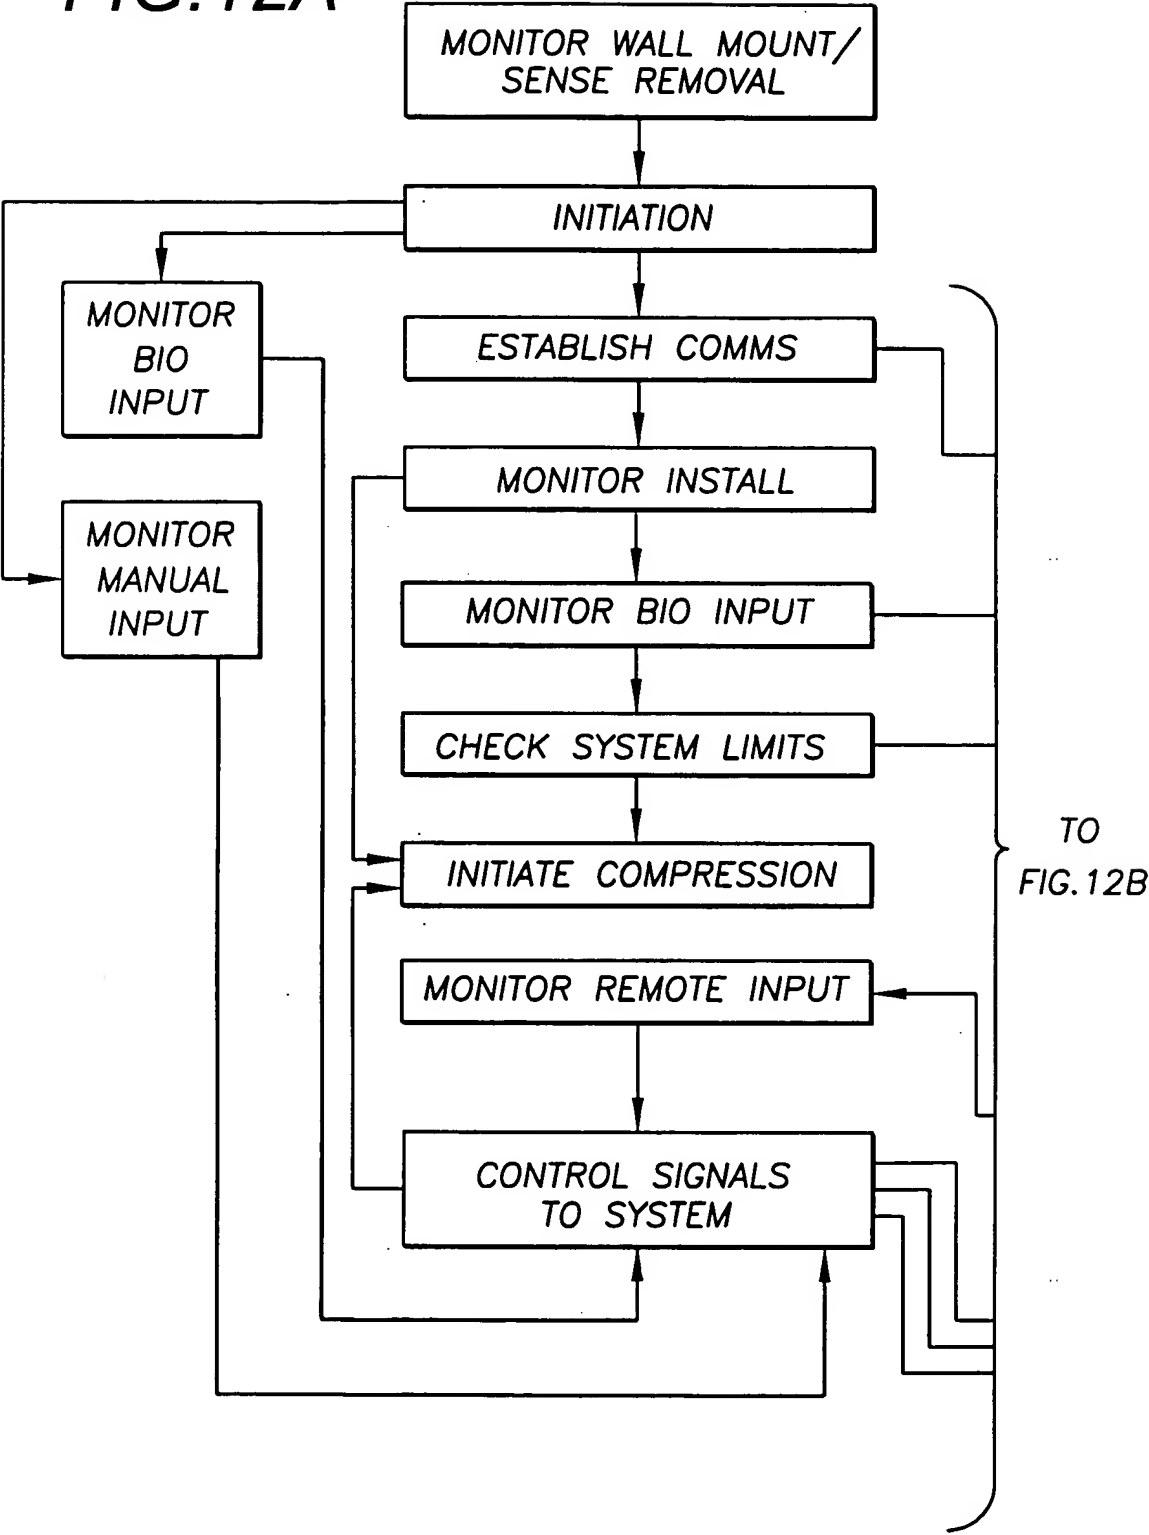 FIG.12A
MONITOR WALL MOUNT/
SENSE REMOVAL
INITIATION
MONITOR
BIO
INPUT
ESTABLISH COMMS
MONITOR INSTALL
MONITOR
MANUAL
INPUT
MONITOR BIO INPUT
CHECK SYSTEM LIMITS
INITIATE COMPRESSION
TO
FIG.12B
MONITOR REMOTE INPUT
CONTROL SIGNALS
TO SYSTEM